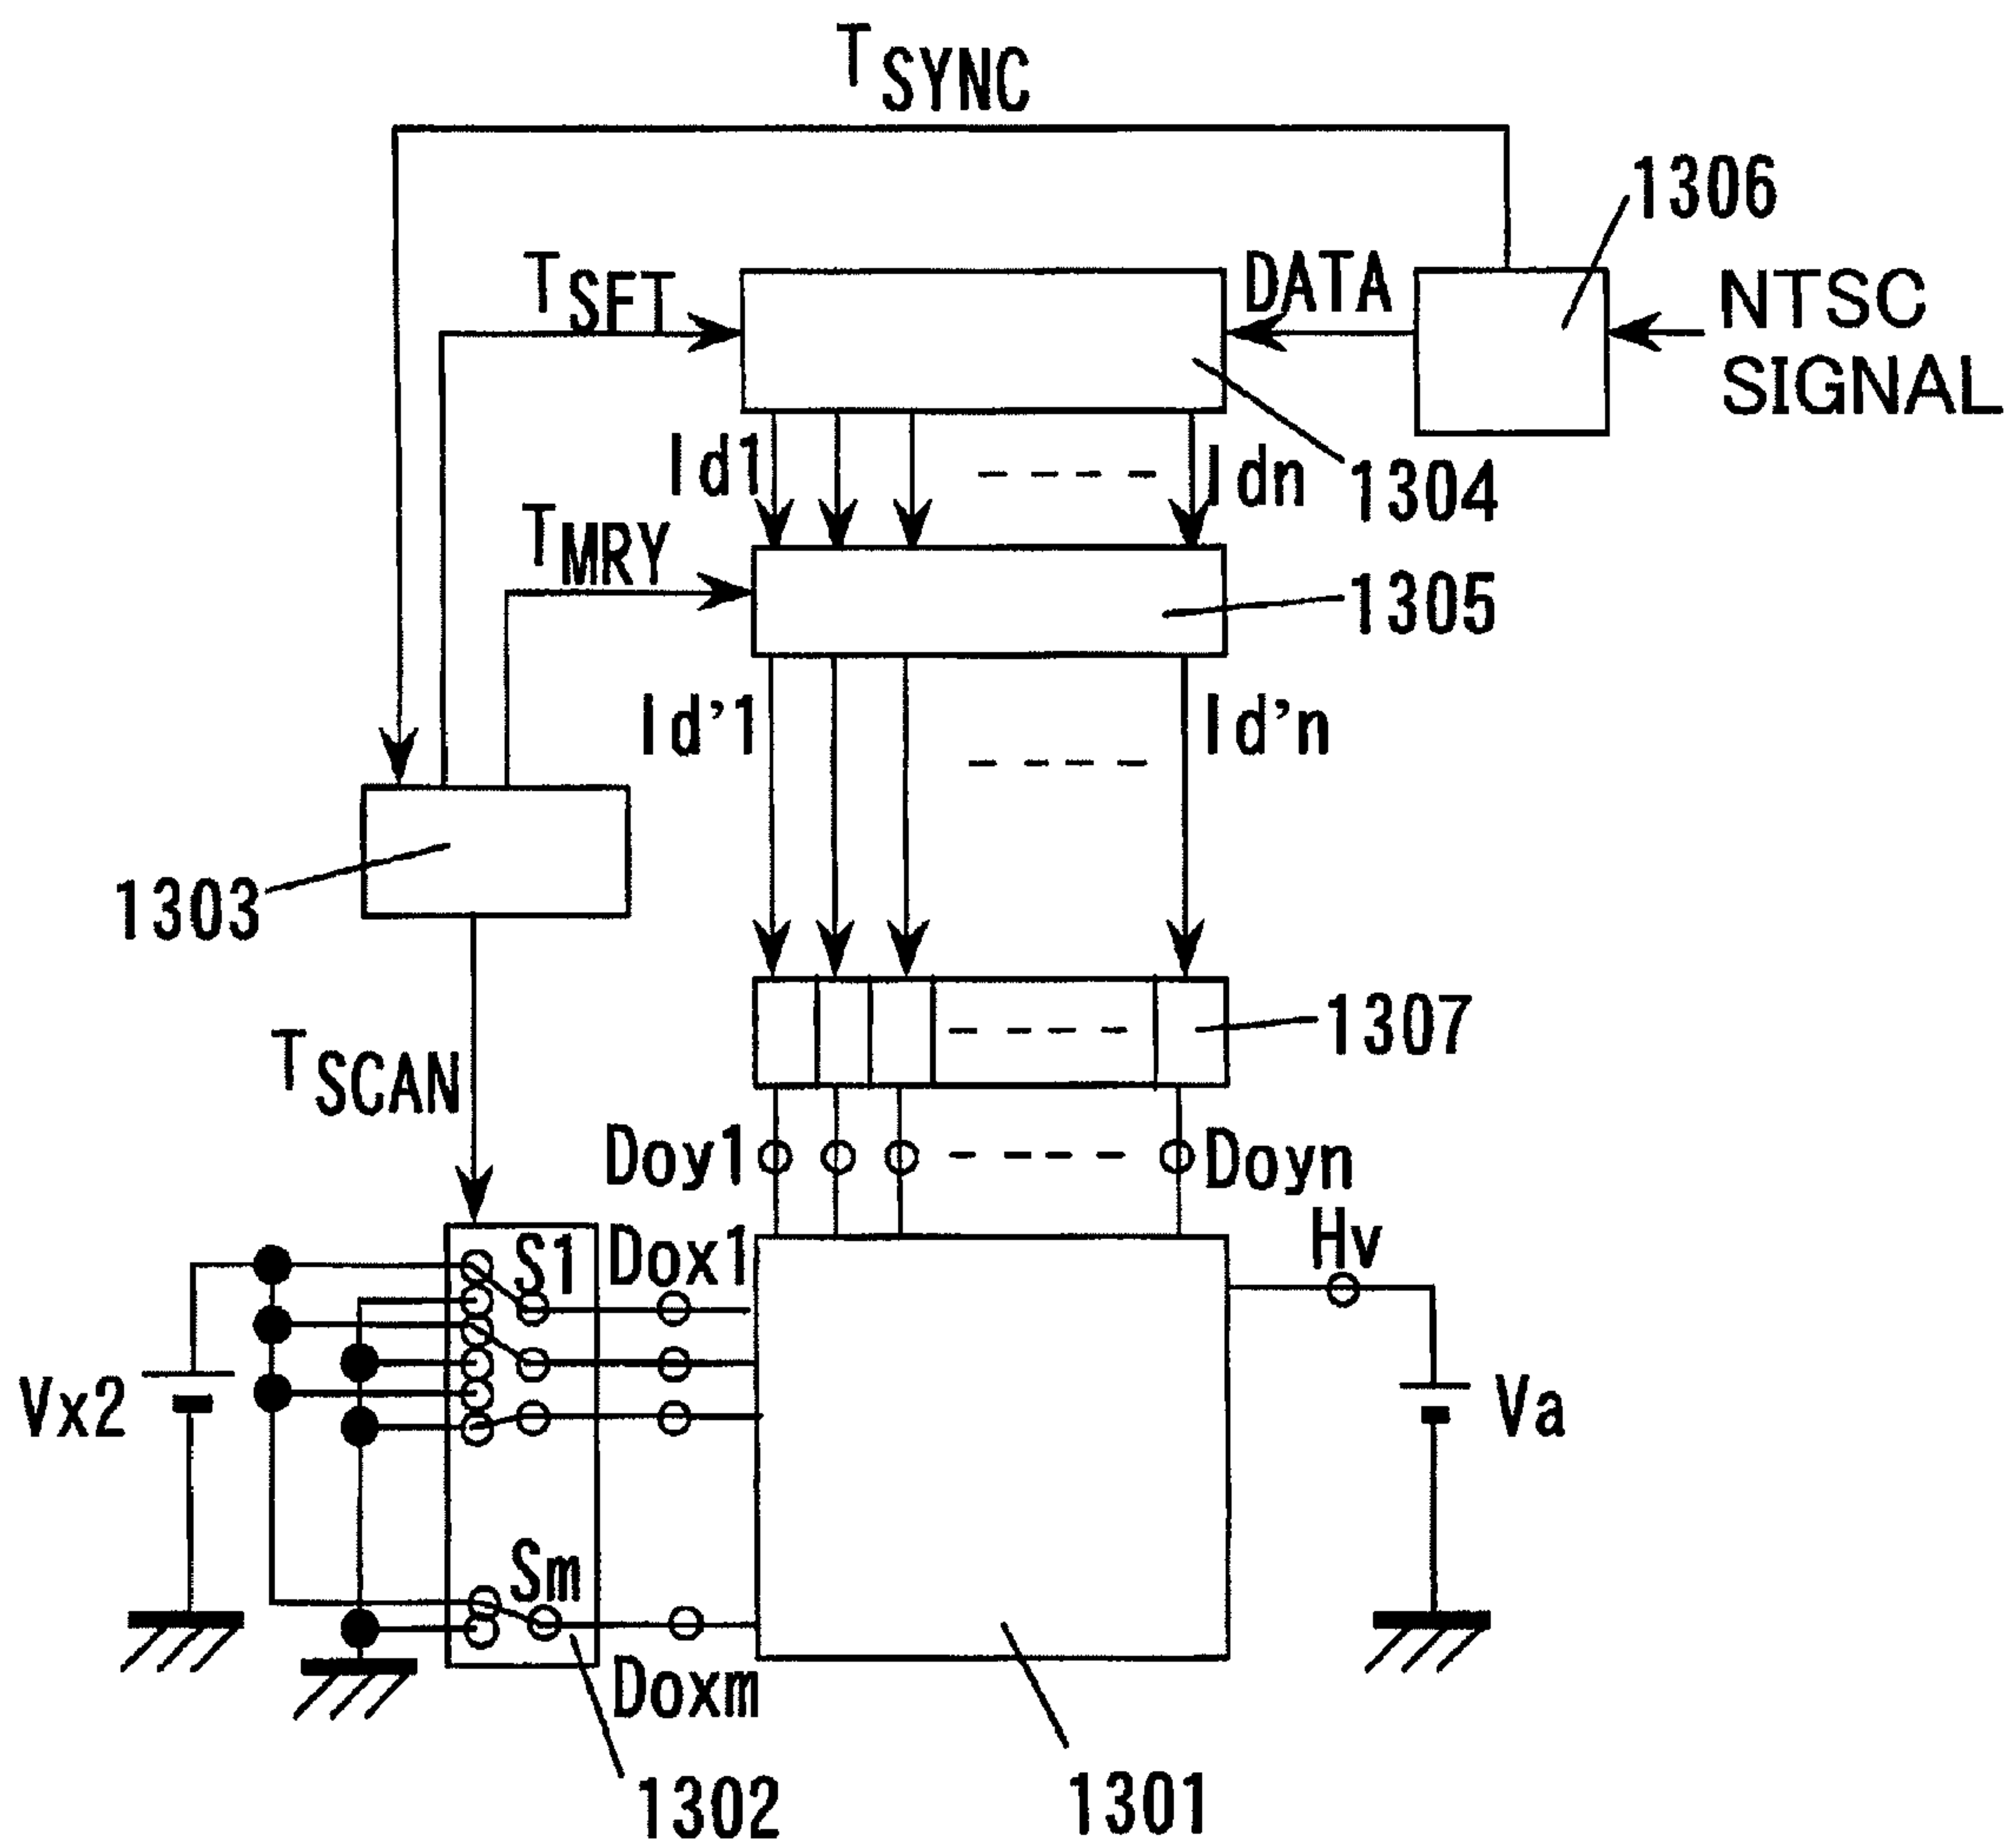 TSYNC
1306
TSFT
DATA
NTSC
SIGNAL
Id1
Idn
1304
TMRY
1305
Id'1
Id'n
1303
1307
TSCAN
Doy1
Doyn
S1
Dox1
Hv
Vx2
Va
Sm
Doxm
1302
1301